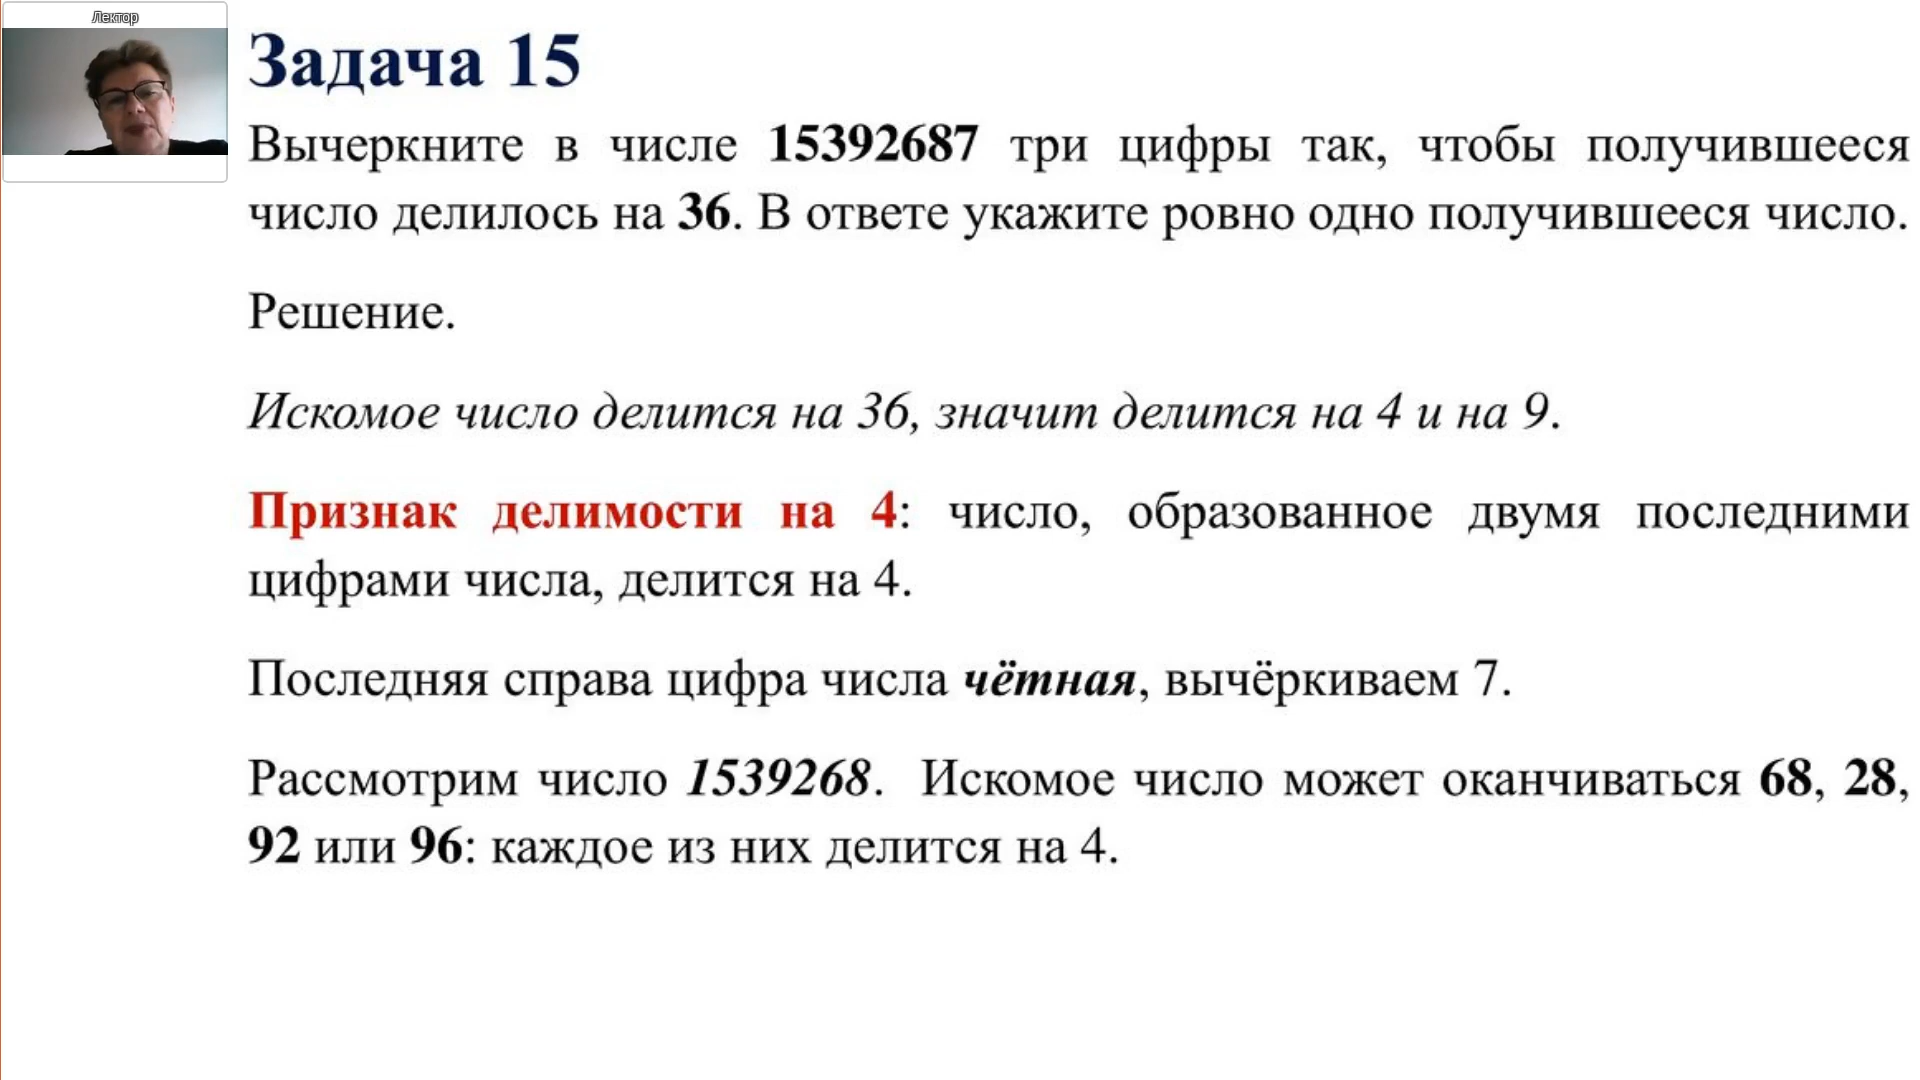 Лектор
Задача 15
Вычеркните в числе 15392687 три цифры так, чтобы получившееся
число делилось на 36. В ответе укажите ровно одно получившееся число.
Решение.
Искомое число делится на 36, значит делится на 4 и на 9.
Признак делимости на 4: число, образованное двумя последними
цифрами числа, делится на 4.
Последняя справа цифра числа чётная, вычёркиваем 7.
Рассмотрим число 1539268. Искомое число может оканчиваться 68, 28,
92 или 96: каждое из них делится на 4.